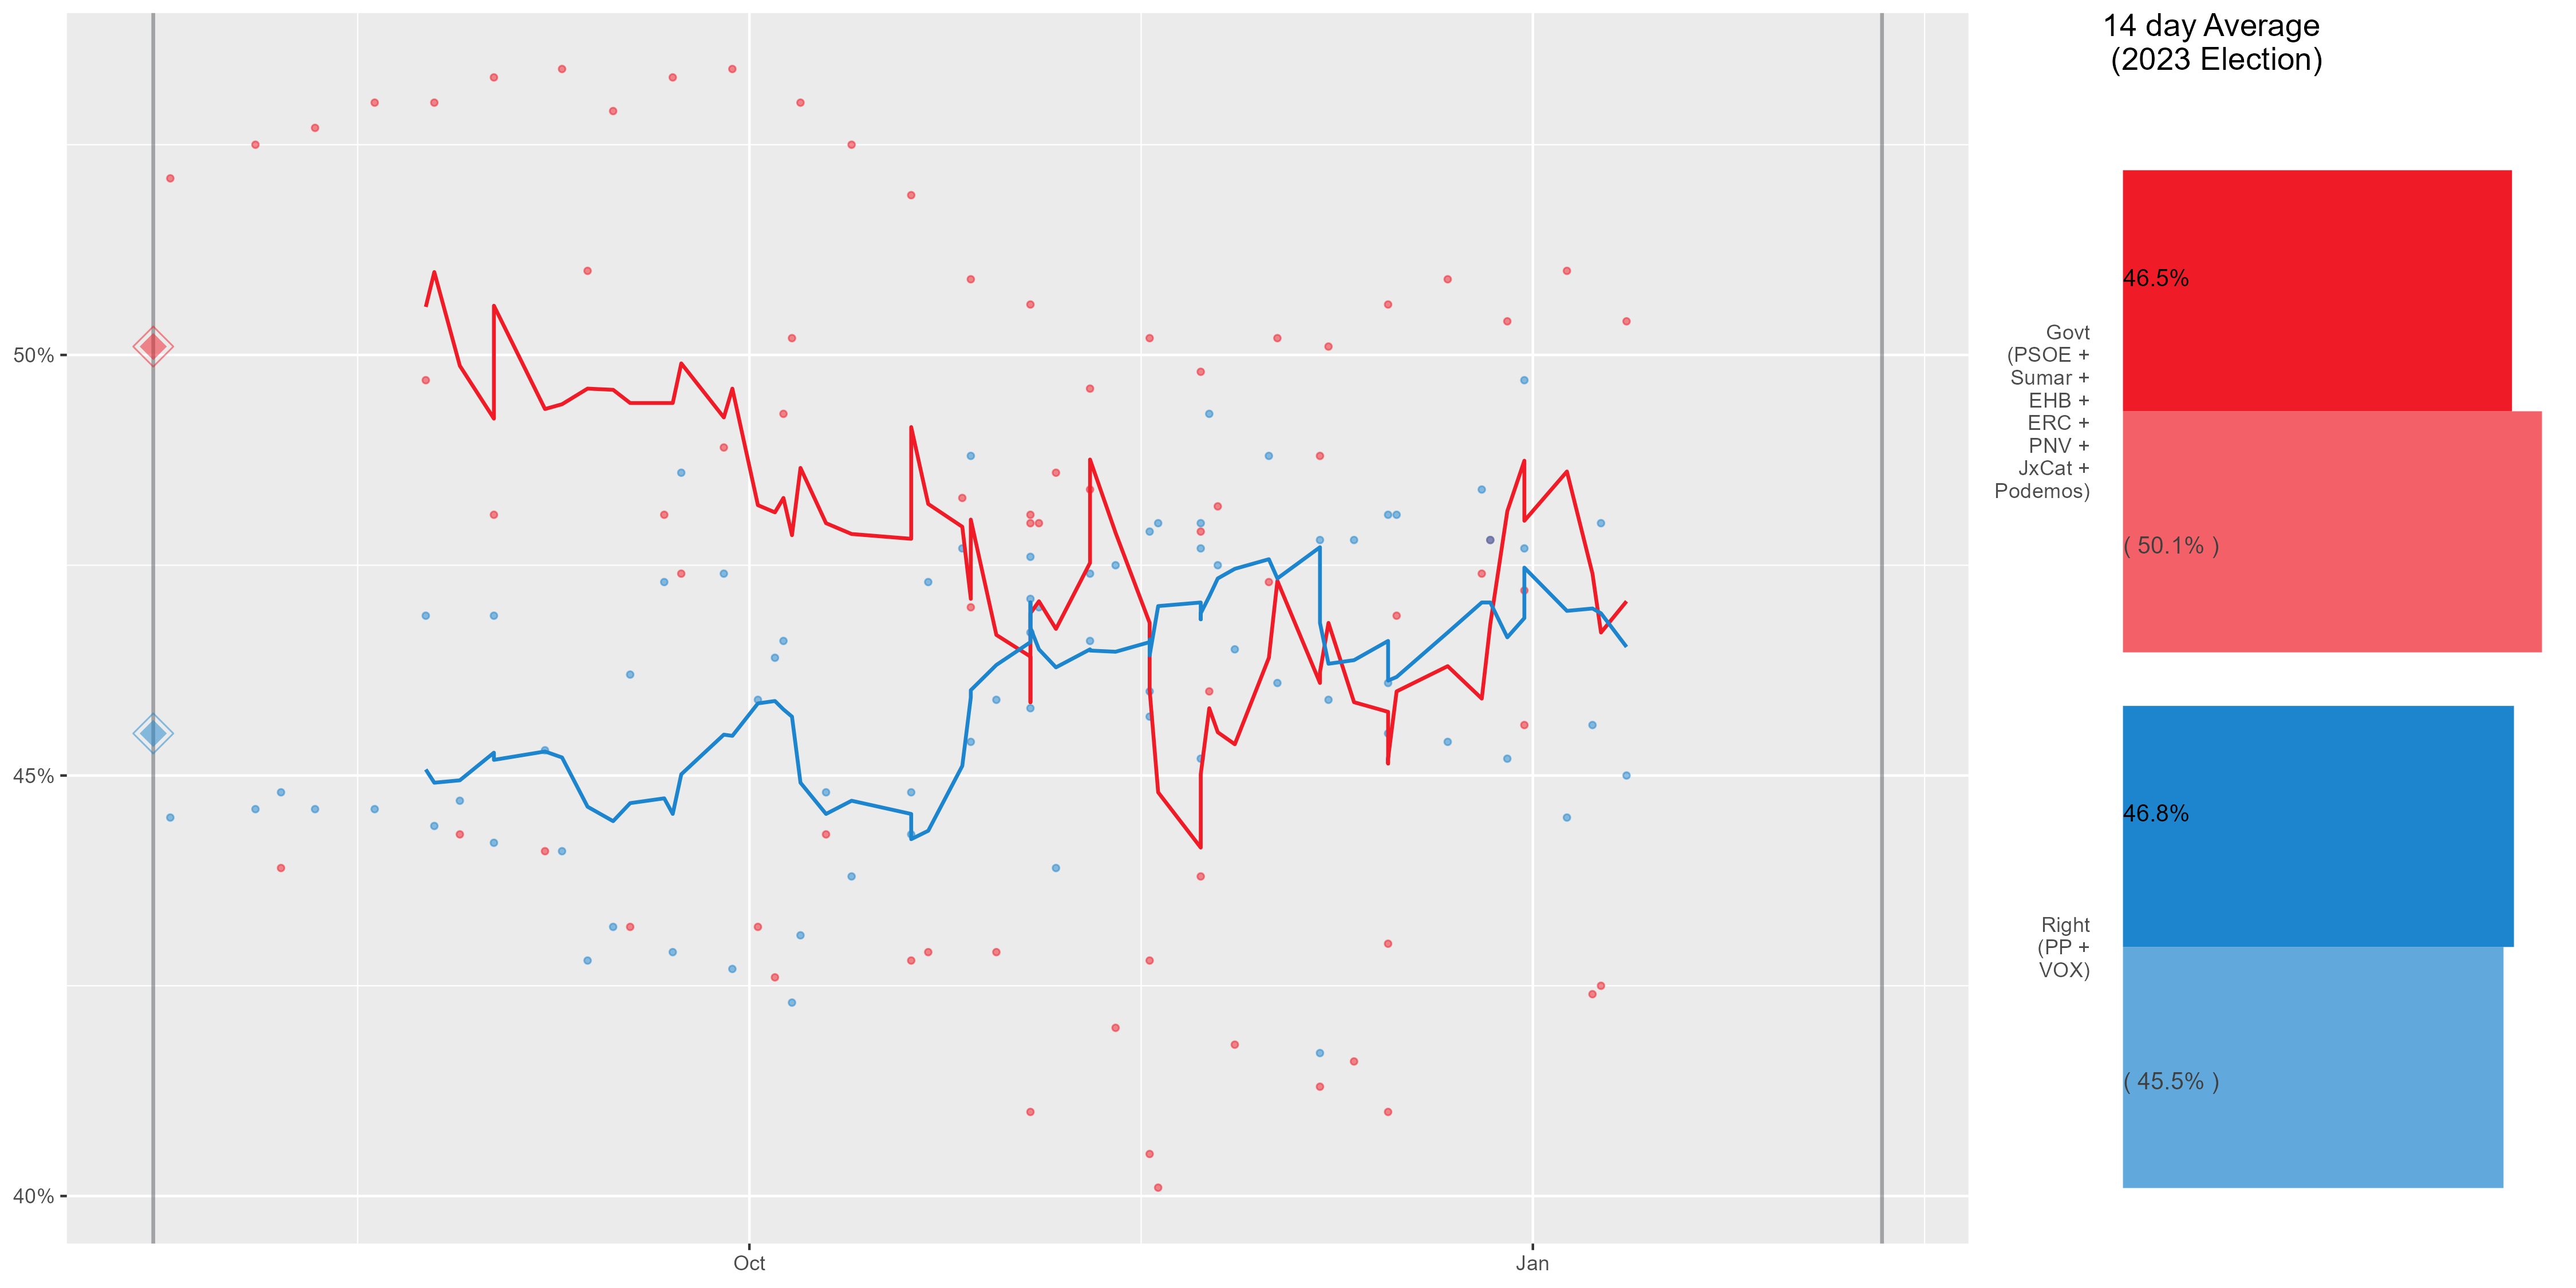 14 day Average
(2023 Election)
50%
45%
40%
Oct
Jan
Govt
(PSOE +
Sumar +
EHB +
ERC +
PNV +
JxCat +
Podemos)
46.5%
( 50.1% )
Right
(PP +
VOX)
46.8%
( 45.5% )